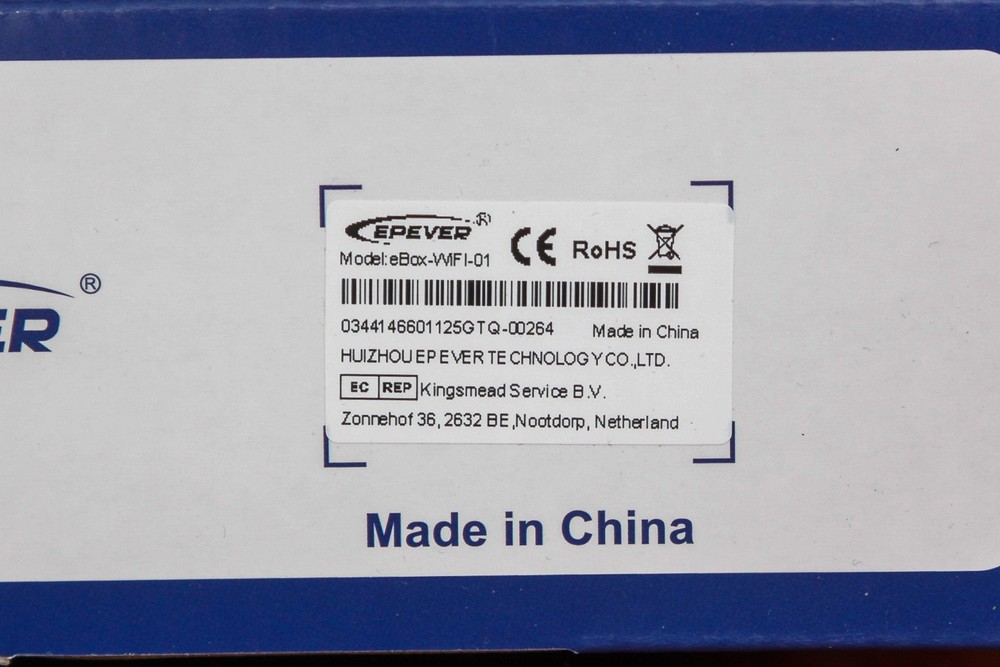 EPEVER ®
CE RoHS
Model:eBox-WIFI-01
0344146601125GTQ-00264 Made in China
HUIZHOU EPEVER TECHNOLOGY CO.,LTD.
EC REP Kingsmead Service B.V.
Zonnehof 36, 2632 BE ,Nootdorp, Netherland
ER ®
Made in China